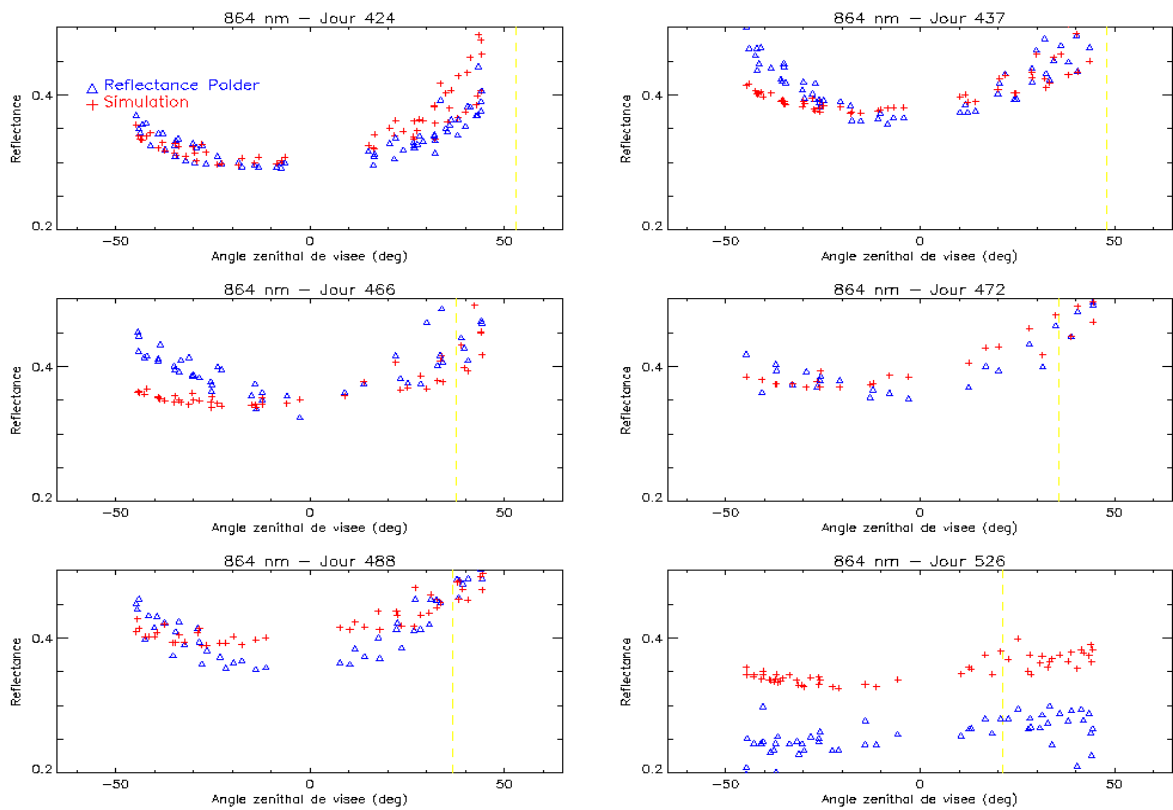 864 nm − Jour 424
Reflectance
0.4
0.2
△ Reflectance Polder
+ Simulation
−50
0
50
Angle zenithal de visee (deg)
864 nm − Jour 437
Reflectance
0.4
0.2
−50
0
50
Angle zenithal de visee (deg)
864 nm − Jour 466
Reflectance
0.4
0.2
−50
0
50
Angle zenithal de visee (deg)
864 nm − Jour 472
Reflectance
0.4
0.2
−50
0
50
Angle zenithal de visee (deg)
864 nm − Jour 488
Reflectance
0.4
0.2
−50
0
50
Angle zenithal de visee (deg)
864 nm − Jour 526
Reflectance
0.4
0.2
−50
0
50
Angle zenithal de visee (deg)